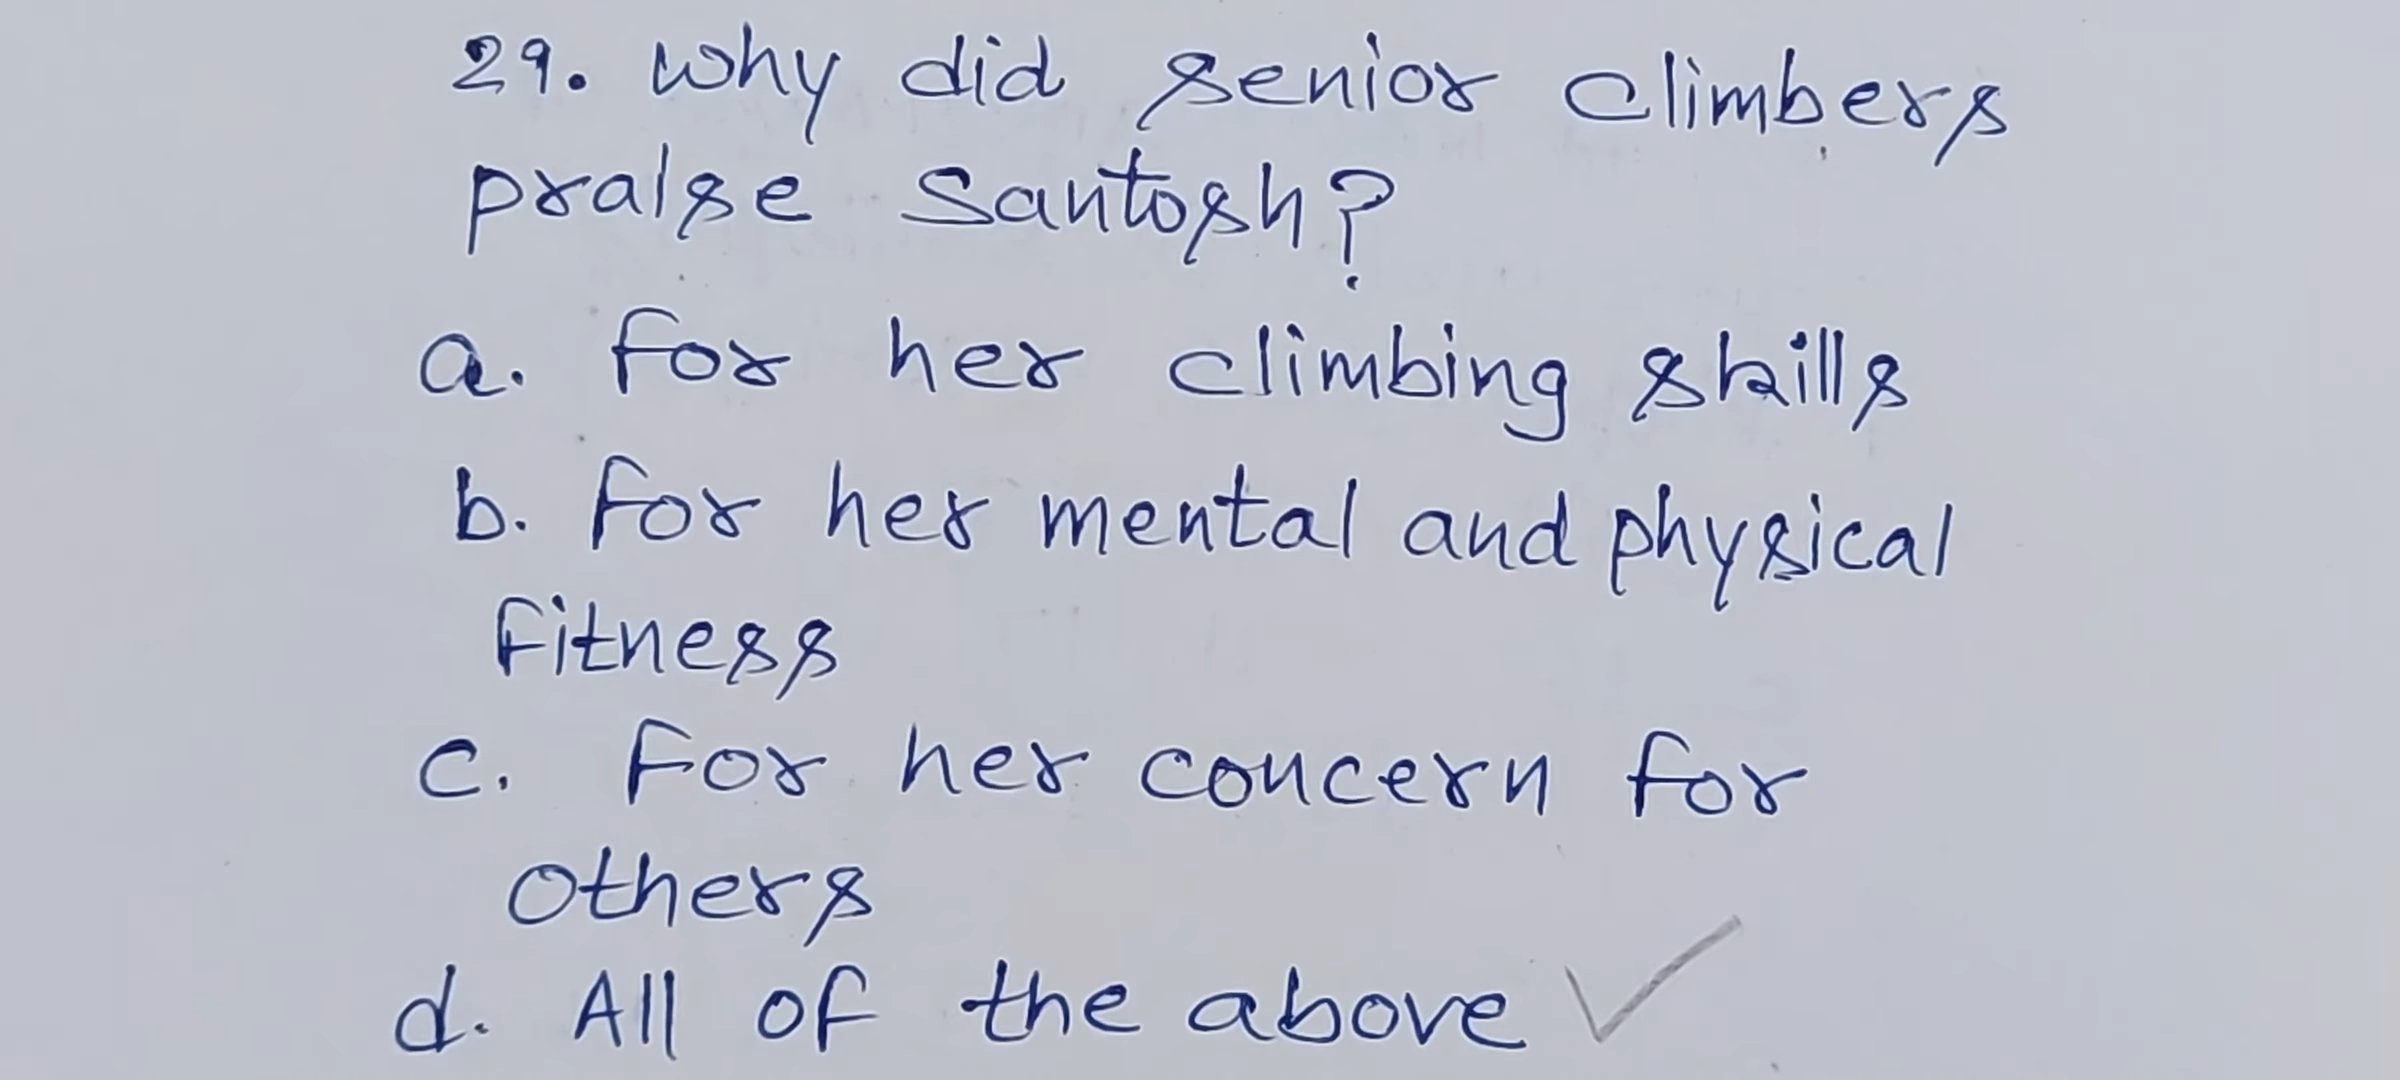 29. Why did senior climbers
praise Santosh?
a. for her climbing skills
b. for her mental and physical
fitness
c. For her concern for
others
d. All of the above ✓